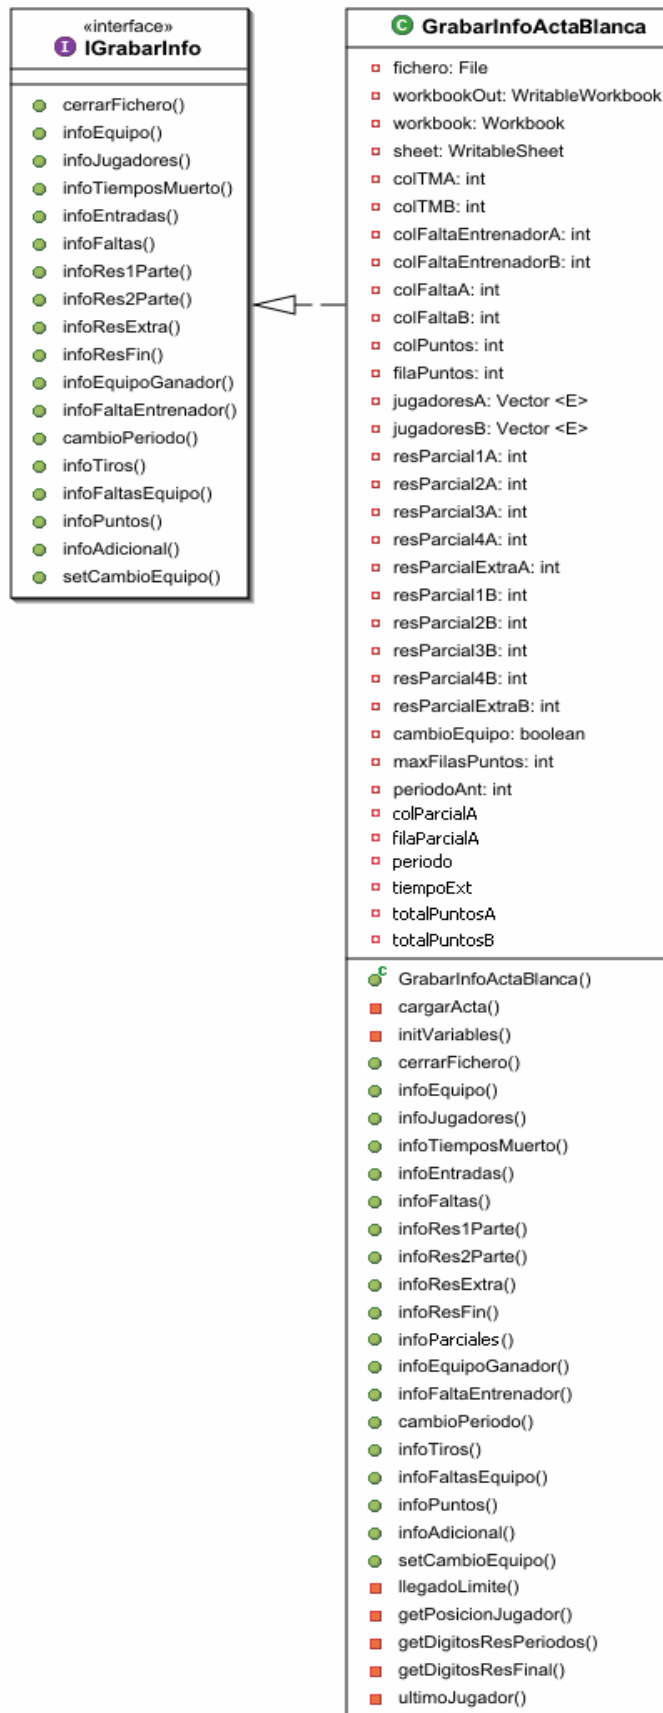 «interface»
I IGrabarInfo
cerrarFichero()
infoEquipo()
infoJugadores()
infoTiemposMuerto()
infoEntradas()
infoFaltas()
infoRes1Parte()
infoRes2Parte()
infoResExtra()
infoResFin()
infoEquipoGanador()
infoFaltaEntrenador()
cambioPeriodo()
infoTiros()
infoFaltasEquipo()
infoPuntos()
infoAdicional()
setCambioEquipo()
C GrabarInfoActaBlanca
fichero: File
workbookOut: WritableWorkbook
workbook: Workbook
sheet: WritableSheet
colTMA: int
colTMB: int
colFaltaEntrenadorA: int
colFaltaEntrenadorB: int
colFaltaA: int
colFaltaB: int
colPuntos: int
filaPuntos: int
jugadoresA: Vector <E>
jugadoresB: Vector <E>
resParcial1A: int
resParcial2A: int
resParcial3A: int
resParcial4A: int
resParcialExtraA: int
resParcial1B: int
resParcial2B: int
resParcial3B: int
resParcial4B: int
resParcialExtraB: int
cambioEquipo: boolean
maxFilasPuntos: int
periodoAnt: int
colParcialA
filaParcialA
periodo
tiempoExt
totalPuntosA
totalPuntosB
C GrabarInfoActaBlanca()
cargarActa()
initVariables()
cerrarFichero()
infoEquipo()
infoJugadores()
infoTiemposMuerto()
infoEntradas()
infoFaltas()
infoRes1Parte()
infoRes2Parte()
infoResExtra()
infoResFin()
infoParciales()
infoEquipoGanador()
infoFaltaEntrenador()
cambioPeriodo()
infoTiros()
infoFaltasEquipo()
infoPuntos()
infoAdicional()
setCambioEquipo()
llegadoLimite()
getPosicionJugador()
getDigitosResPeriodos()
getDigitosResFinal()
ultimoJugador()